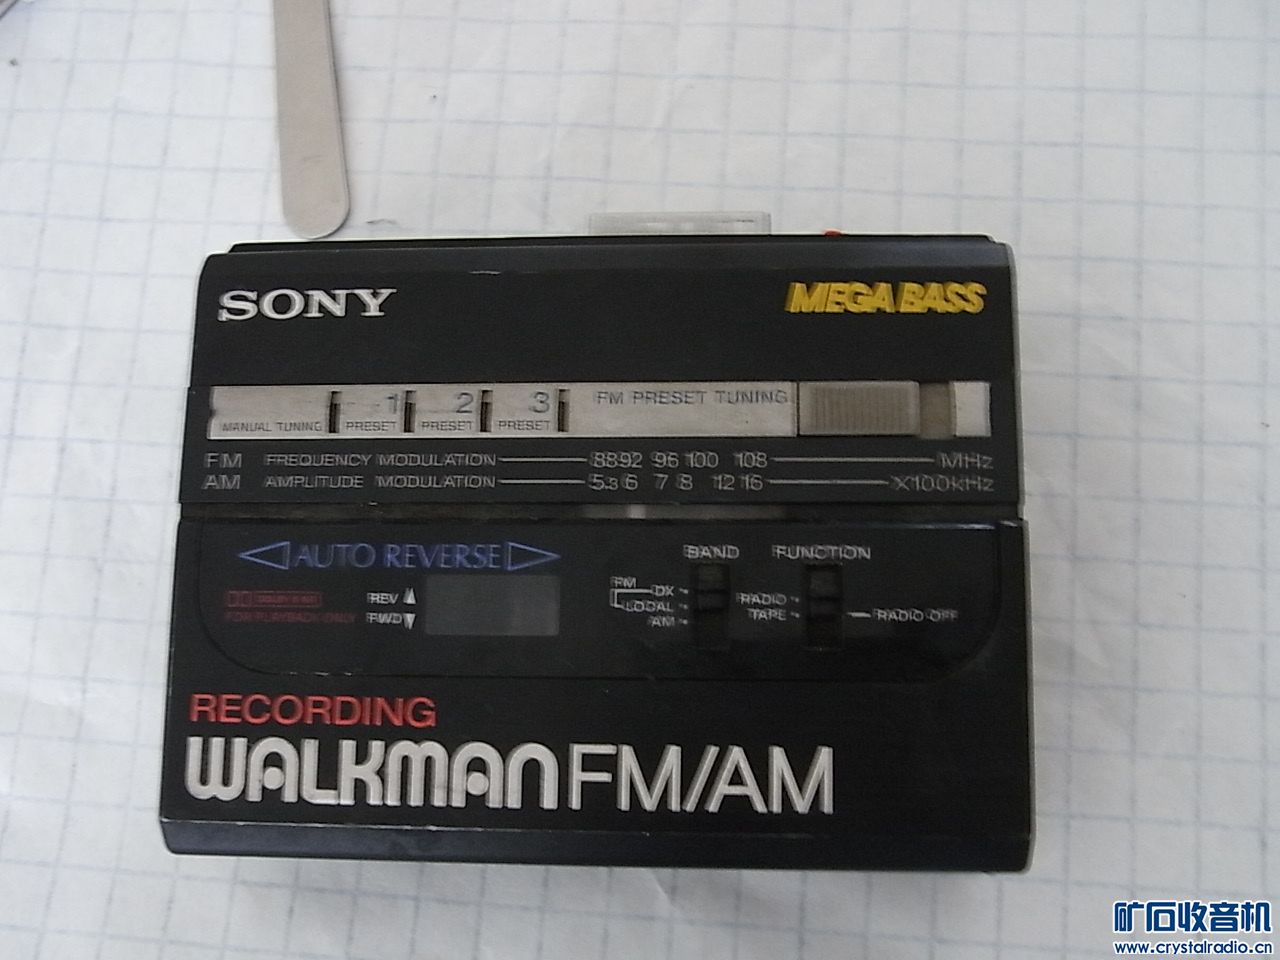 SONY
MEGA BASS
1 2 3 FM PRESET TUNING
MANUAL TUNING PRESET PRESET PRESET
FM FREQUENCY MODULATION 88 92 96 100 108 MHz
AM AMPLITUDE MODULATION 5.3 6 7 8 12 16 X100kHz
AUTO REVERSE
BAND FUNCTION
FM DX
LOCAL
AM
RADIO
TAPE
RADIO OFF
REV
FWD
FOR PLAYBACK ONLY
RECORDING
WALKMAN FM/AM
矿石收音机
www.crystalradio.cn